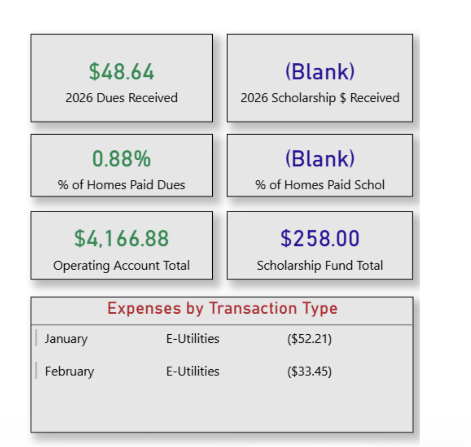 $48.64
2026 Dues Received
(Blank)
2026 Scholarship $ Received
0.88%
% of Homes Paid Dues
(Blank)
% of Homes Paid Schol
$4,166.88
Operating Account Total
$258.00
Scholarship Fund Total
Expenses by Transaction Type
January E-Utilities ($52.21)
February E-Utilities ($33.45)